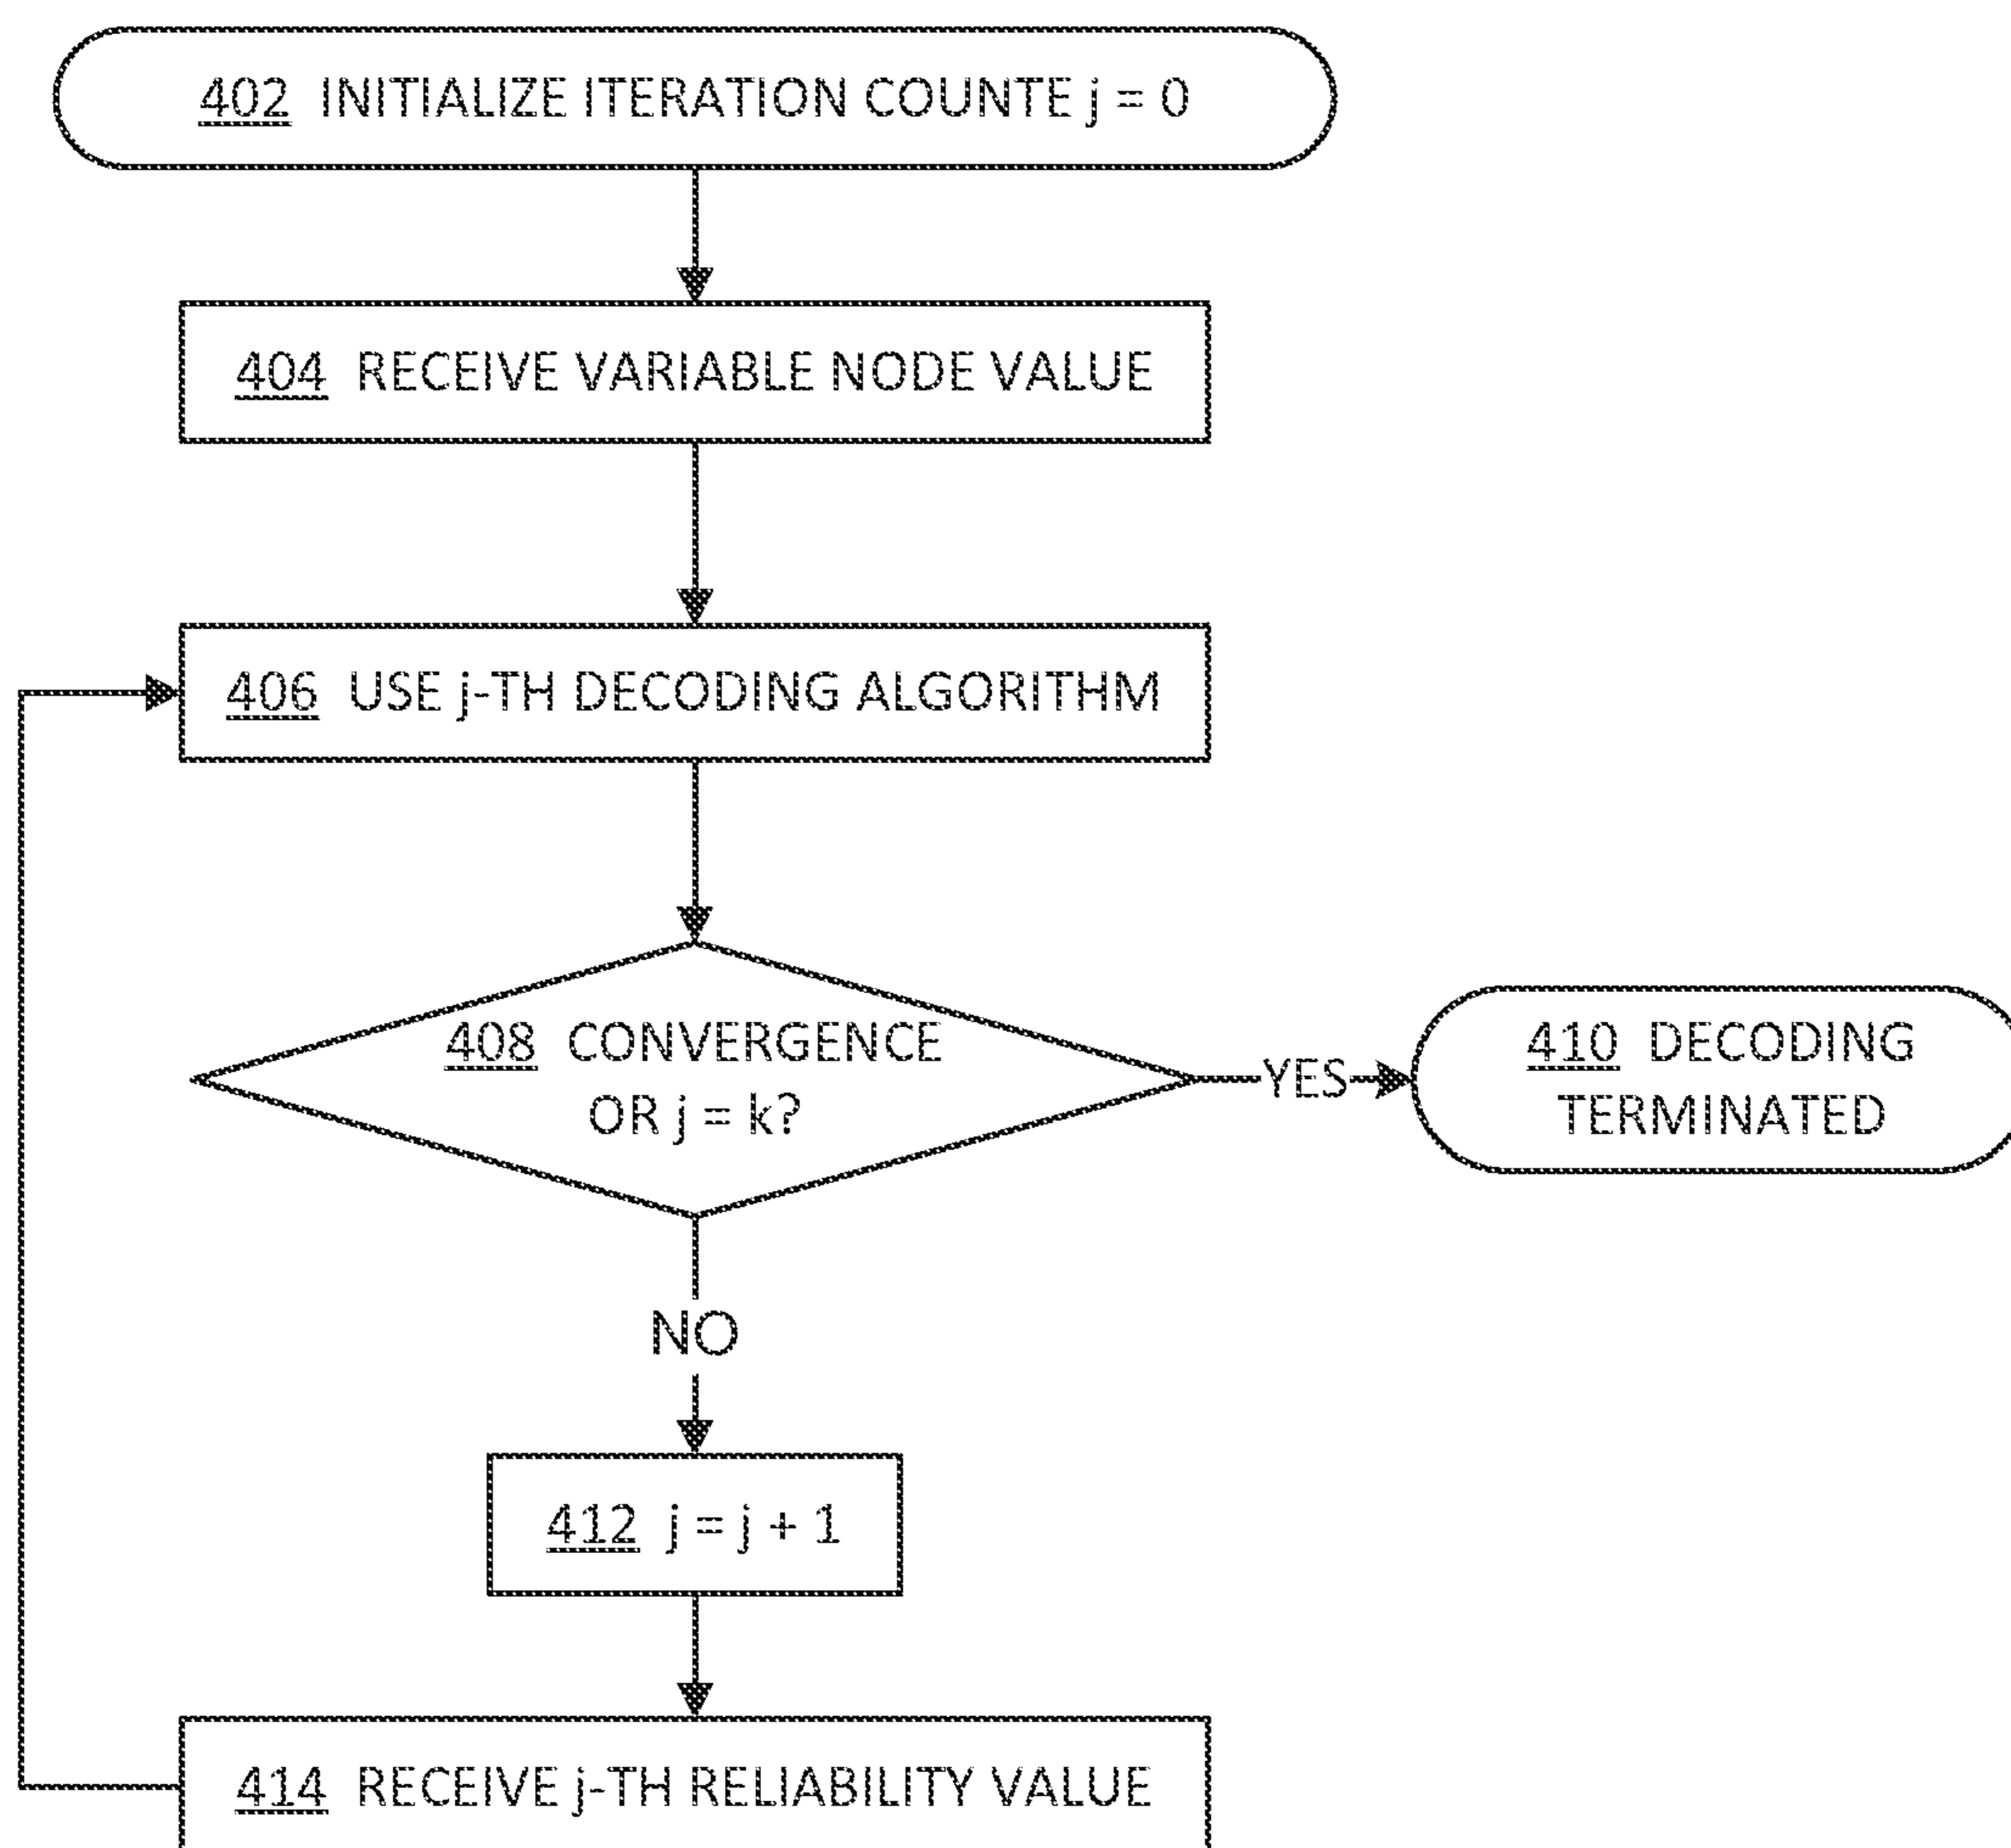 402 INITIALIZE ITERATION COUNTE j = 0
404 RECEIVE VARIABLE NODE VALUE
406 USE j-TH DECODING ALGORITHM
408 CONVERGENCE
OR j = k?
YES
410 DECODING
TERMINATED
NO
412 j = j + 1
414 RECEIVE j-TH RELIABILITY VALUE